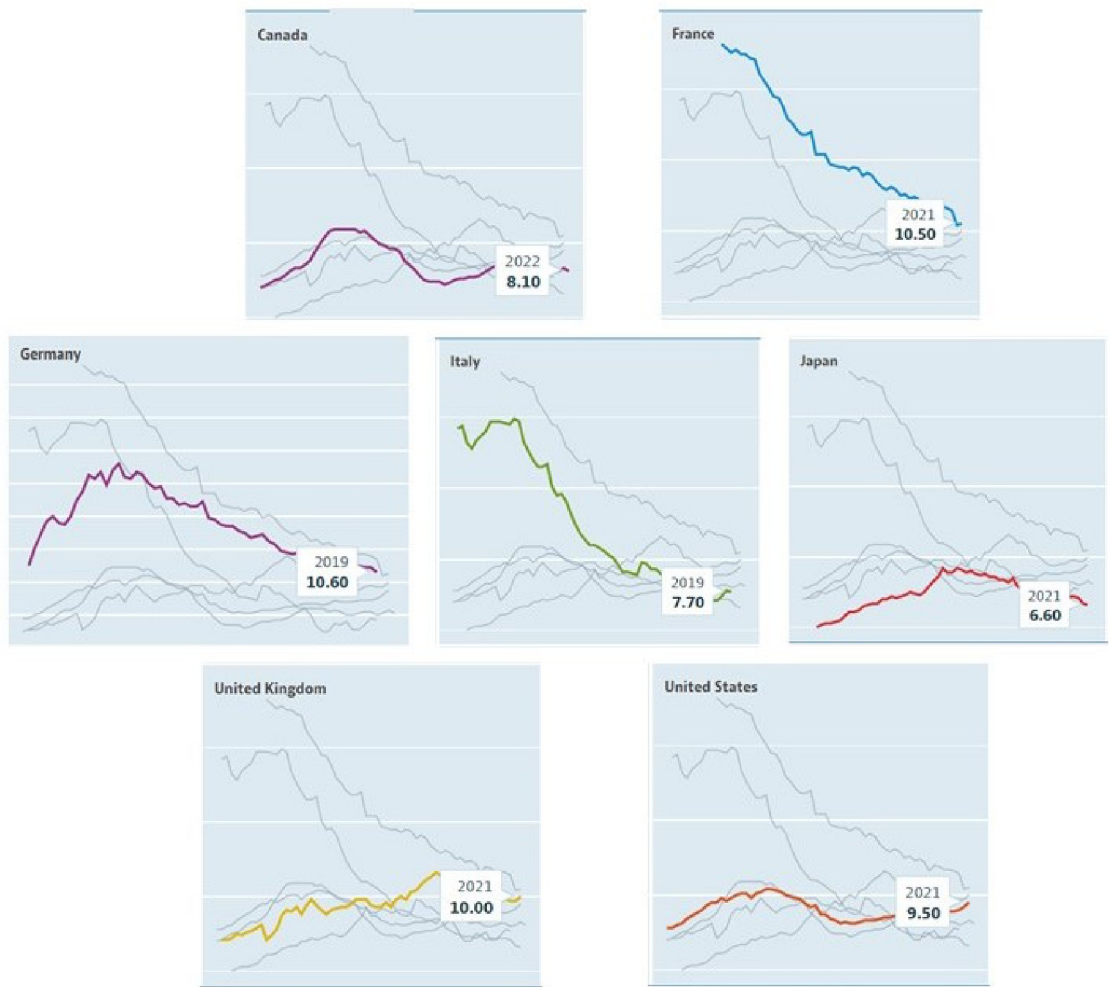 Canada
2022
8.10
France
2021
10.50
Germany
2019
10.60
Italy
2019
7.70
Japan
2021
6.60
United Kingdom
2021
10.00
United States
2021
9.50